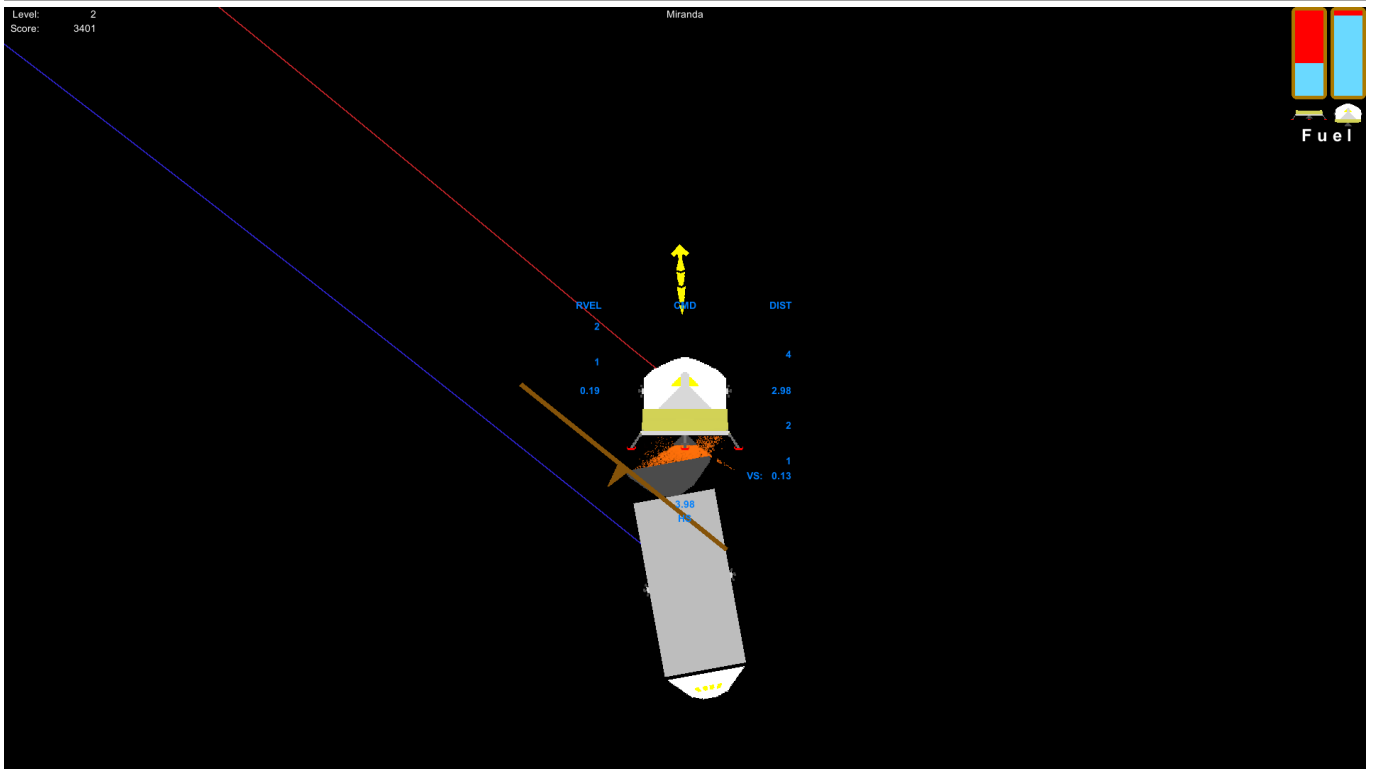 Level: 2
Miranda
Score: 3401
Fuel
RVEL CMD DIST
2
4
1
0.19 2.98
2
1
VS: 0.13
3.98
HS